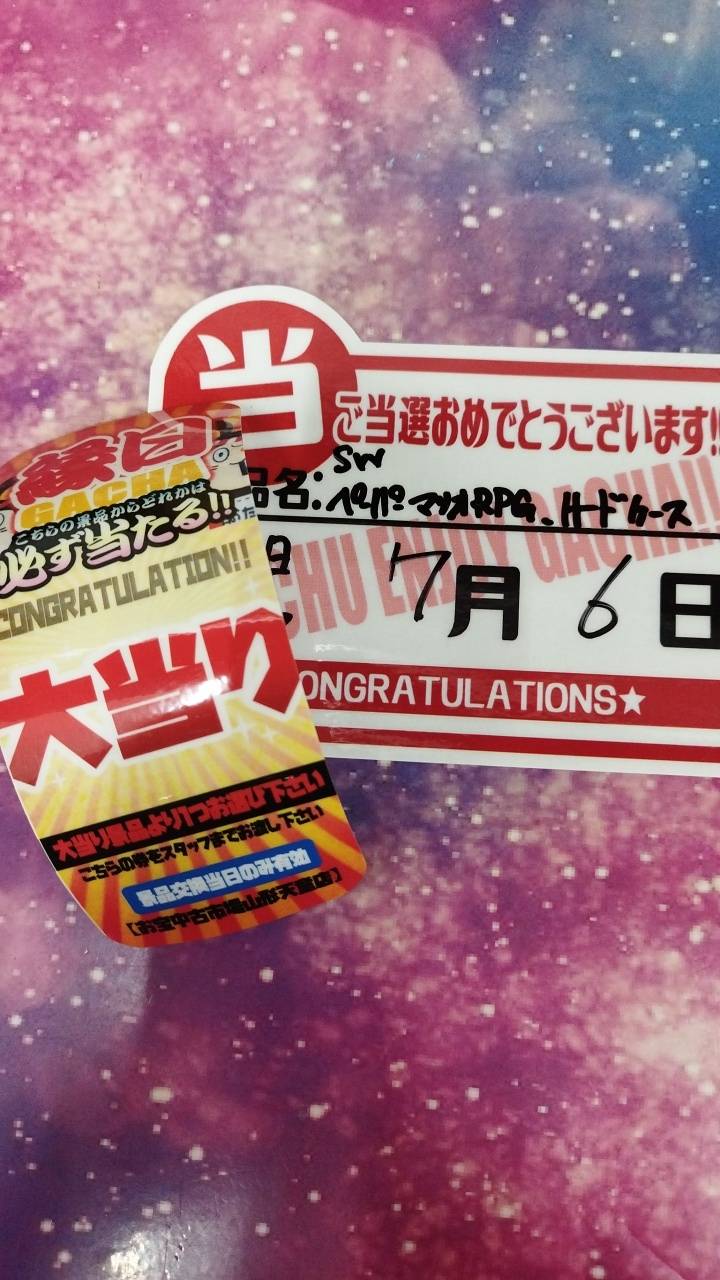 当
ご当選おめでとうございます!!
SW
品名:ペーパーマリオRPG、ハードケース
CHU ENJOY GACHA!!
7月6日
CONGRATULATIONS★
縁日
GACHA
こちらの景品からどれかは
必ず当たる!!
CONGRATULATION!!
大当り
大当り景品より1つお選び下さい
こちらの券をスタッフまでお渡し下さい
景品交換当日のみ有効
【お宝中古市場山形天童店】